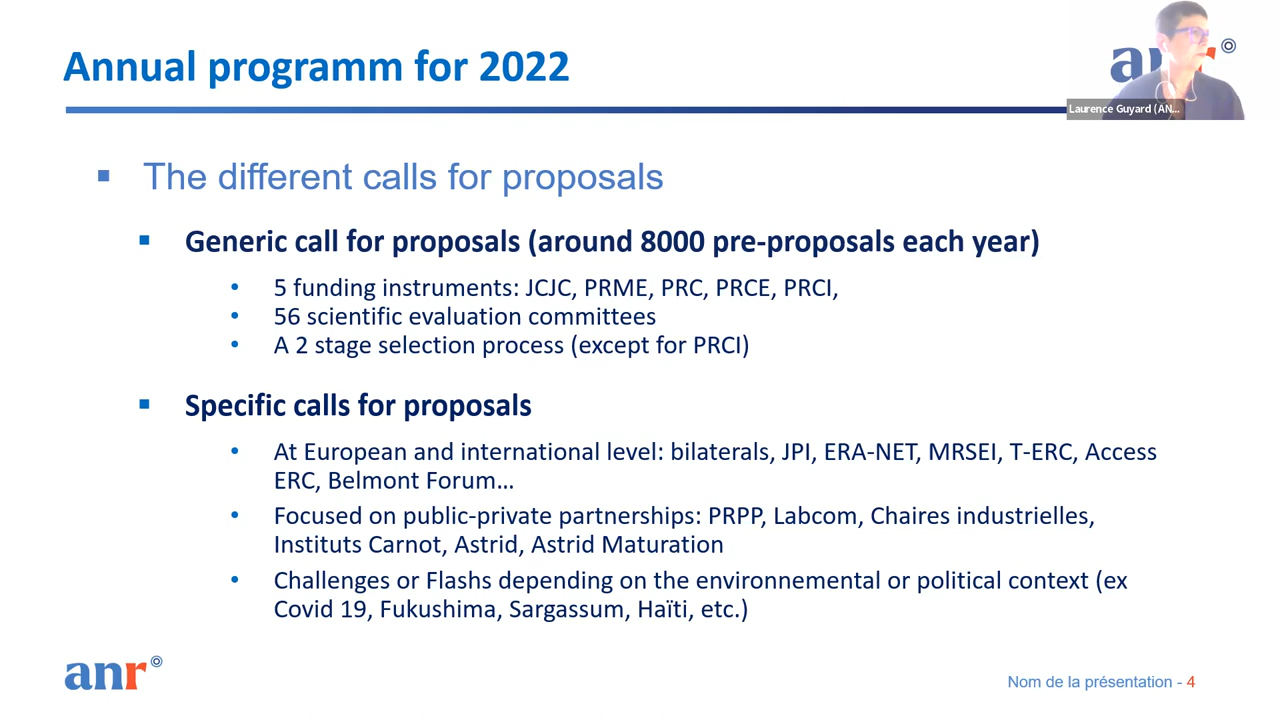 Annual programm for 2022
anr
Laurence Guyard (AN...
The different calls for proposals
Generic call for proposals (around 8000 pre-proposals each year)
5 funding instruments: JCJC, PRME, PRC, PRCE, PRCI,
56 scientific evaluation committees
A 2 stage selection process (except for PRCI)
Specific calls for proposals
At European and international level: bilaterals, JPI, ERA-NET, MRSEI, T-ERC, Access
ERC, Belmont Forum…
Focused on public-private partnerships: PRPP, Labcom, Chaires industrielles,
Instituts Carnot, Astrid, Astrid Maturation
Challenges or Flashs depending on the environnemental or political context (ex
Covid 19, Fukushima, Sargassum, Haïti, etc.)
anr
Nom de la présentation - 4